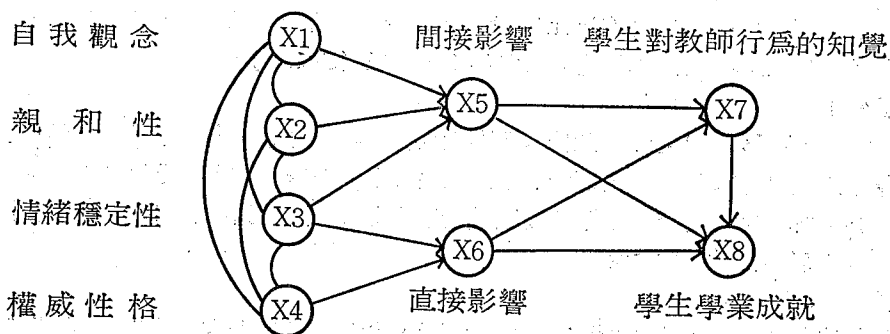 自我觀念 X1 間接影響 學生對教師行爲的知覺
X5 X7
親和性 X2
情緒穩定性 X3
X6 X8
權威性格 X4 直接影響 學生學業成就